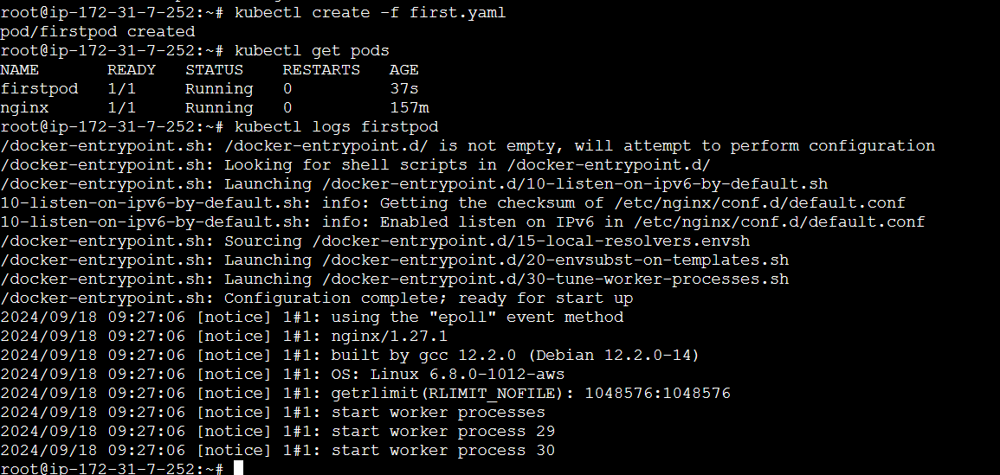 root@ip-172-31-7-252:~# kubectl create -f first.yaml
pod/firstpod created
root@ip-172-31-7-252:~# kubectl get pods
NAME       READY   STATUS    RESTARTS   AGE
firstpod   1/1     Running   0          37s
nginx      1/1     Running   0          157m
root@ip-172-31-7-252:~# kubectl logs firstpod
/docker-entrypoint.sh: /docker-entrypoint.d/ is not empty, will attempt to perform configuration
/docker-entrypoint.sh: Looking for shell scripts in /docker-entrypoint.d/
/docker-entrypoint.sh: Launching /docker-entrypoint.d/10-listen-on-ipv6-by-default.sh
10-listen-on-ipv6-by-default.sh: info: Getting the checksum of /etc/nginx/conf.d/default.conf
10-listen-on-ipv6-by-default.sh: info: Enabled listen on IPv6 in /etc/nginx/conf.d/default.conf
/docker-entrypoint.sh: Sourcing /docker-entrypoint.d/15-local-resolvers.envsh
/docker-entrypoint.sh: Launching /docker-entrypoint.d/20-envsubst-on-templates.sh
/docker-entrypoint.sh: Launching /docker-entrypoint.d/30-tune-worker-processes.sh
/docker-entrypoint.sh: Configuration complete; ready for start up
2024/09/18 09:27:06 [notice] 1#1: using the "epoll" event method
2024/09/18 09:27:06 [notice] 1#1: nginx/1.27.1
2024/09/18 09:27:06 [notice] 1#1: built by gcc 12.2.0 (Debian 12.2.0-14)
2024/09/18 09:27:06 [notice] 1#1: OS: Linux 6.8.0-1012-aws
2024/09/18 09:27:06 [notice] 1#1: getrlimit(RLIMIT_NOFILE): 1048576:1048576
2024/09/18 09:27:06 [notice] 1#1: start worker processes
2024/09/18 09:27:06 [notice] 1#1: start worker process 29
2024/09/18 09:27:06 [notice] 1#1: start worker process 30
root@ip-172-31-7-252:~#